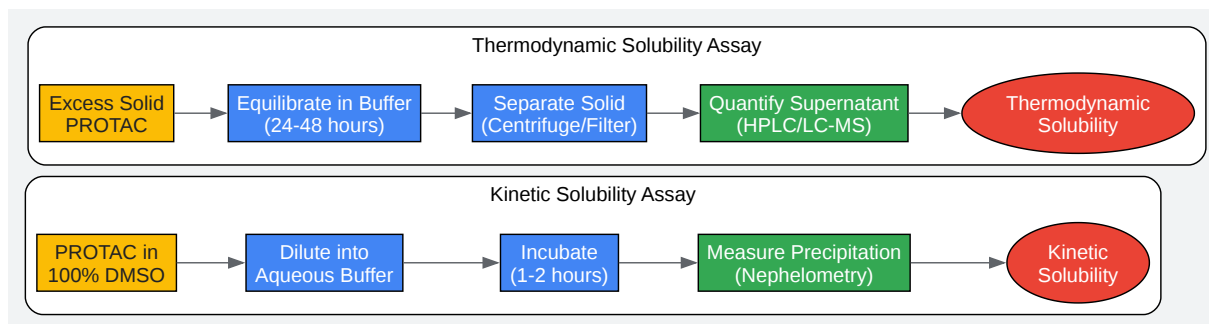 Thermodynamic Solubility Assay
Excess Solid
PROTAC
Equilibrate in Buffer
(24-48 hours)
Separate Solid
(Centrifuge/Filter)
Quantify Supernatant
(HPLC/LC-MS)
Thermodynamic
Solubility
Kinetic Solubility Assay
PROTAC in
100% DMSO
Dilute into
Aqueous Buffer
Incubate
(1-2 hours)
Measure Precipitation
(Nephelometry)
Kinetic
Solubility